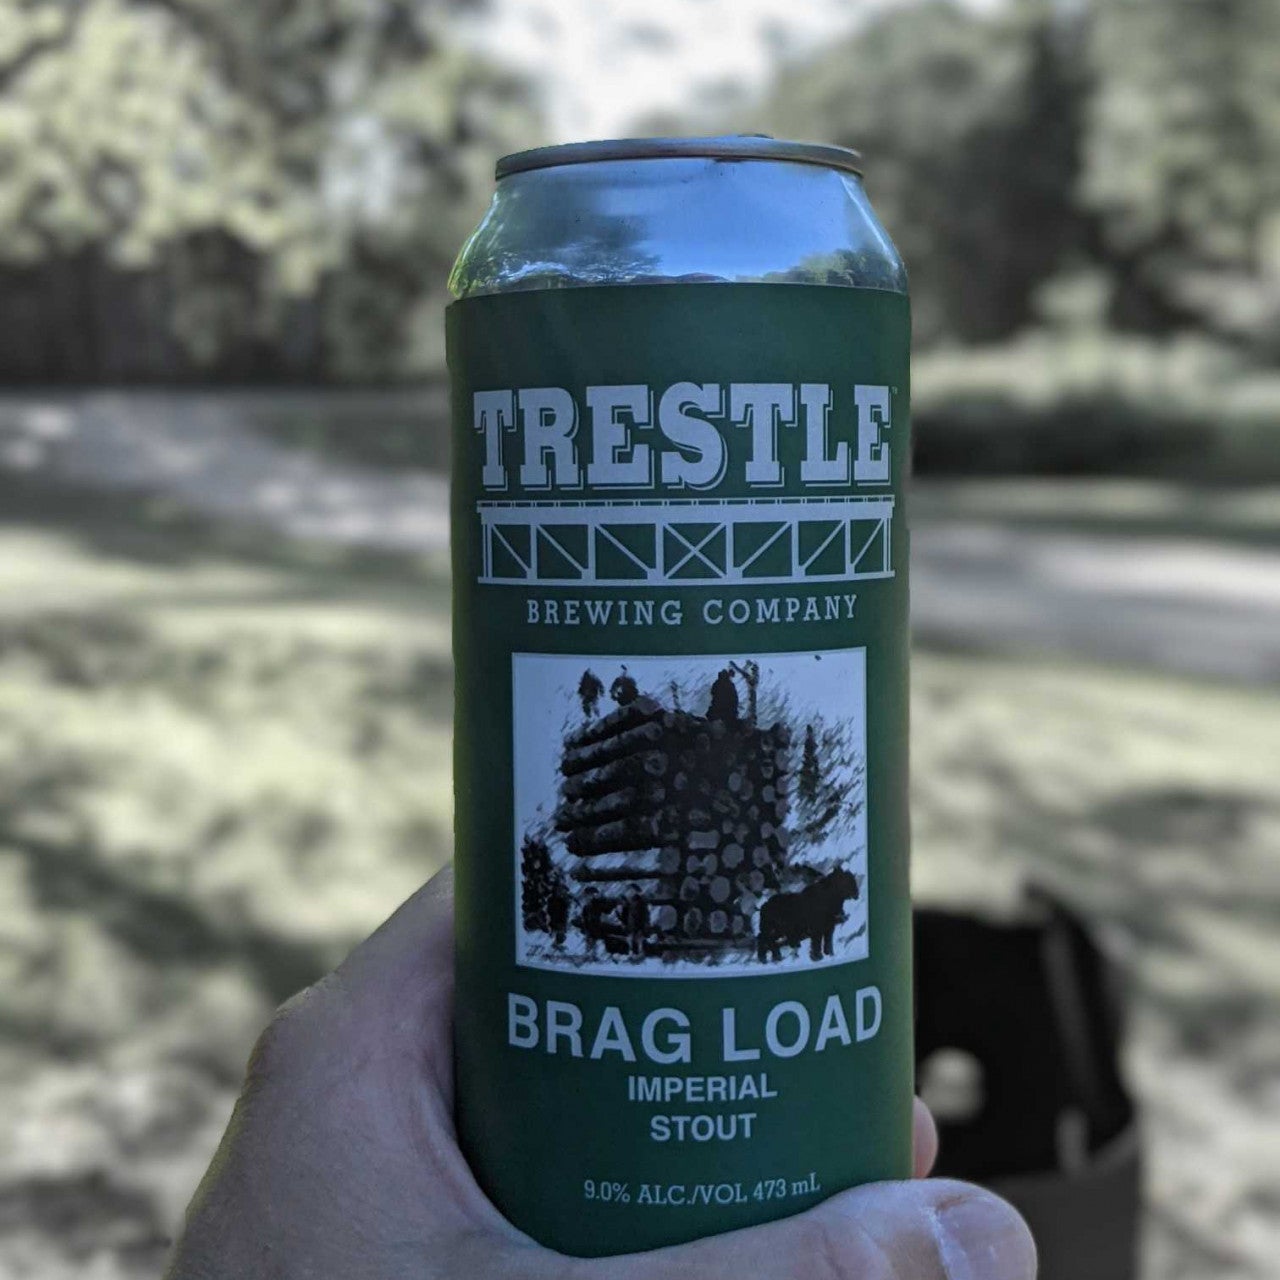 TRESTLE
BREWING COMPANY
BRAG LOAD
IMPERIAL
STOUT
9.0% ALC./VOL 473 mL